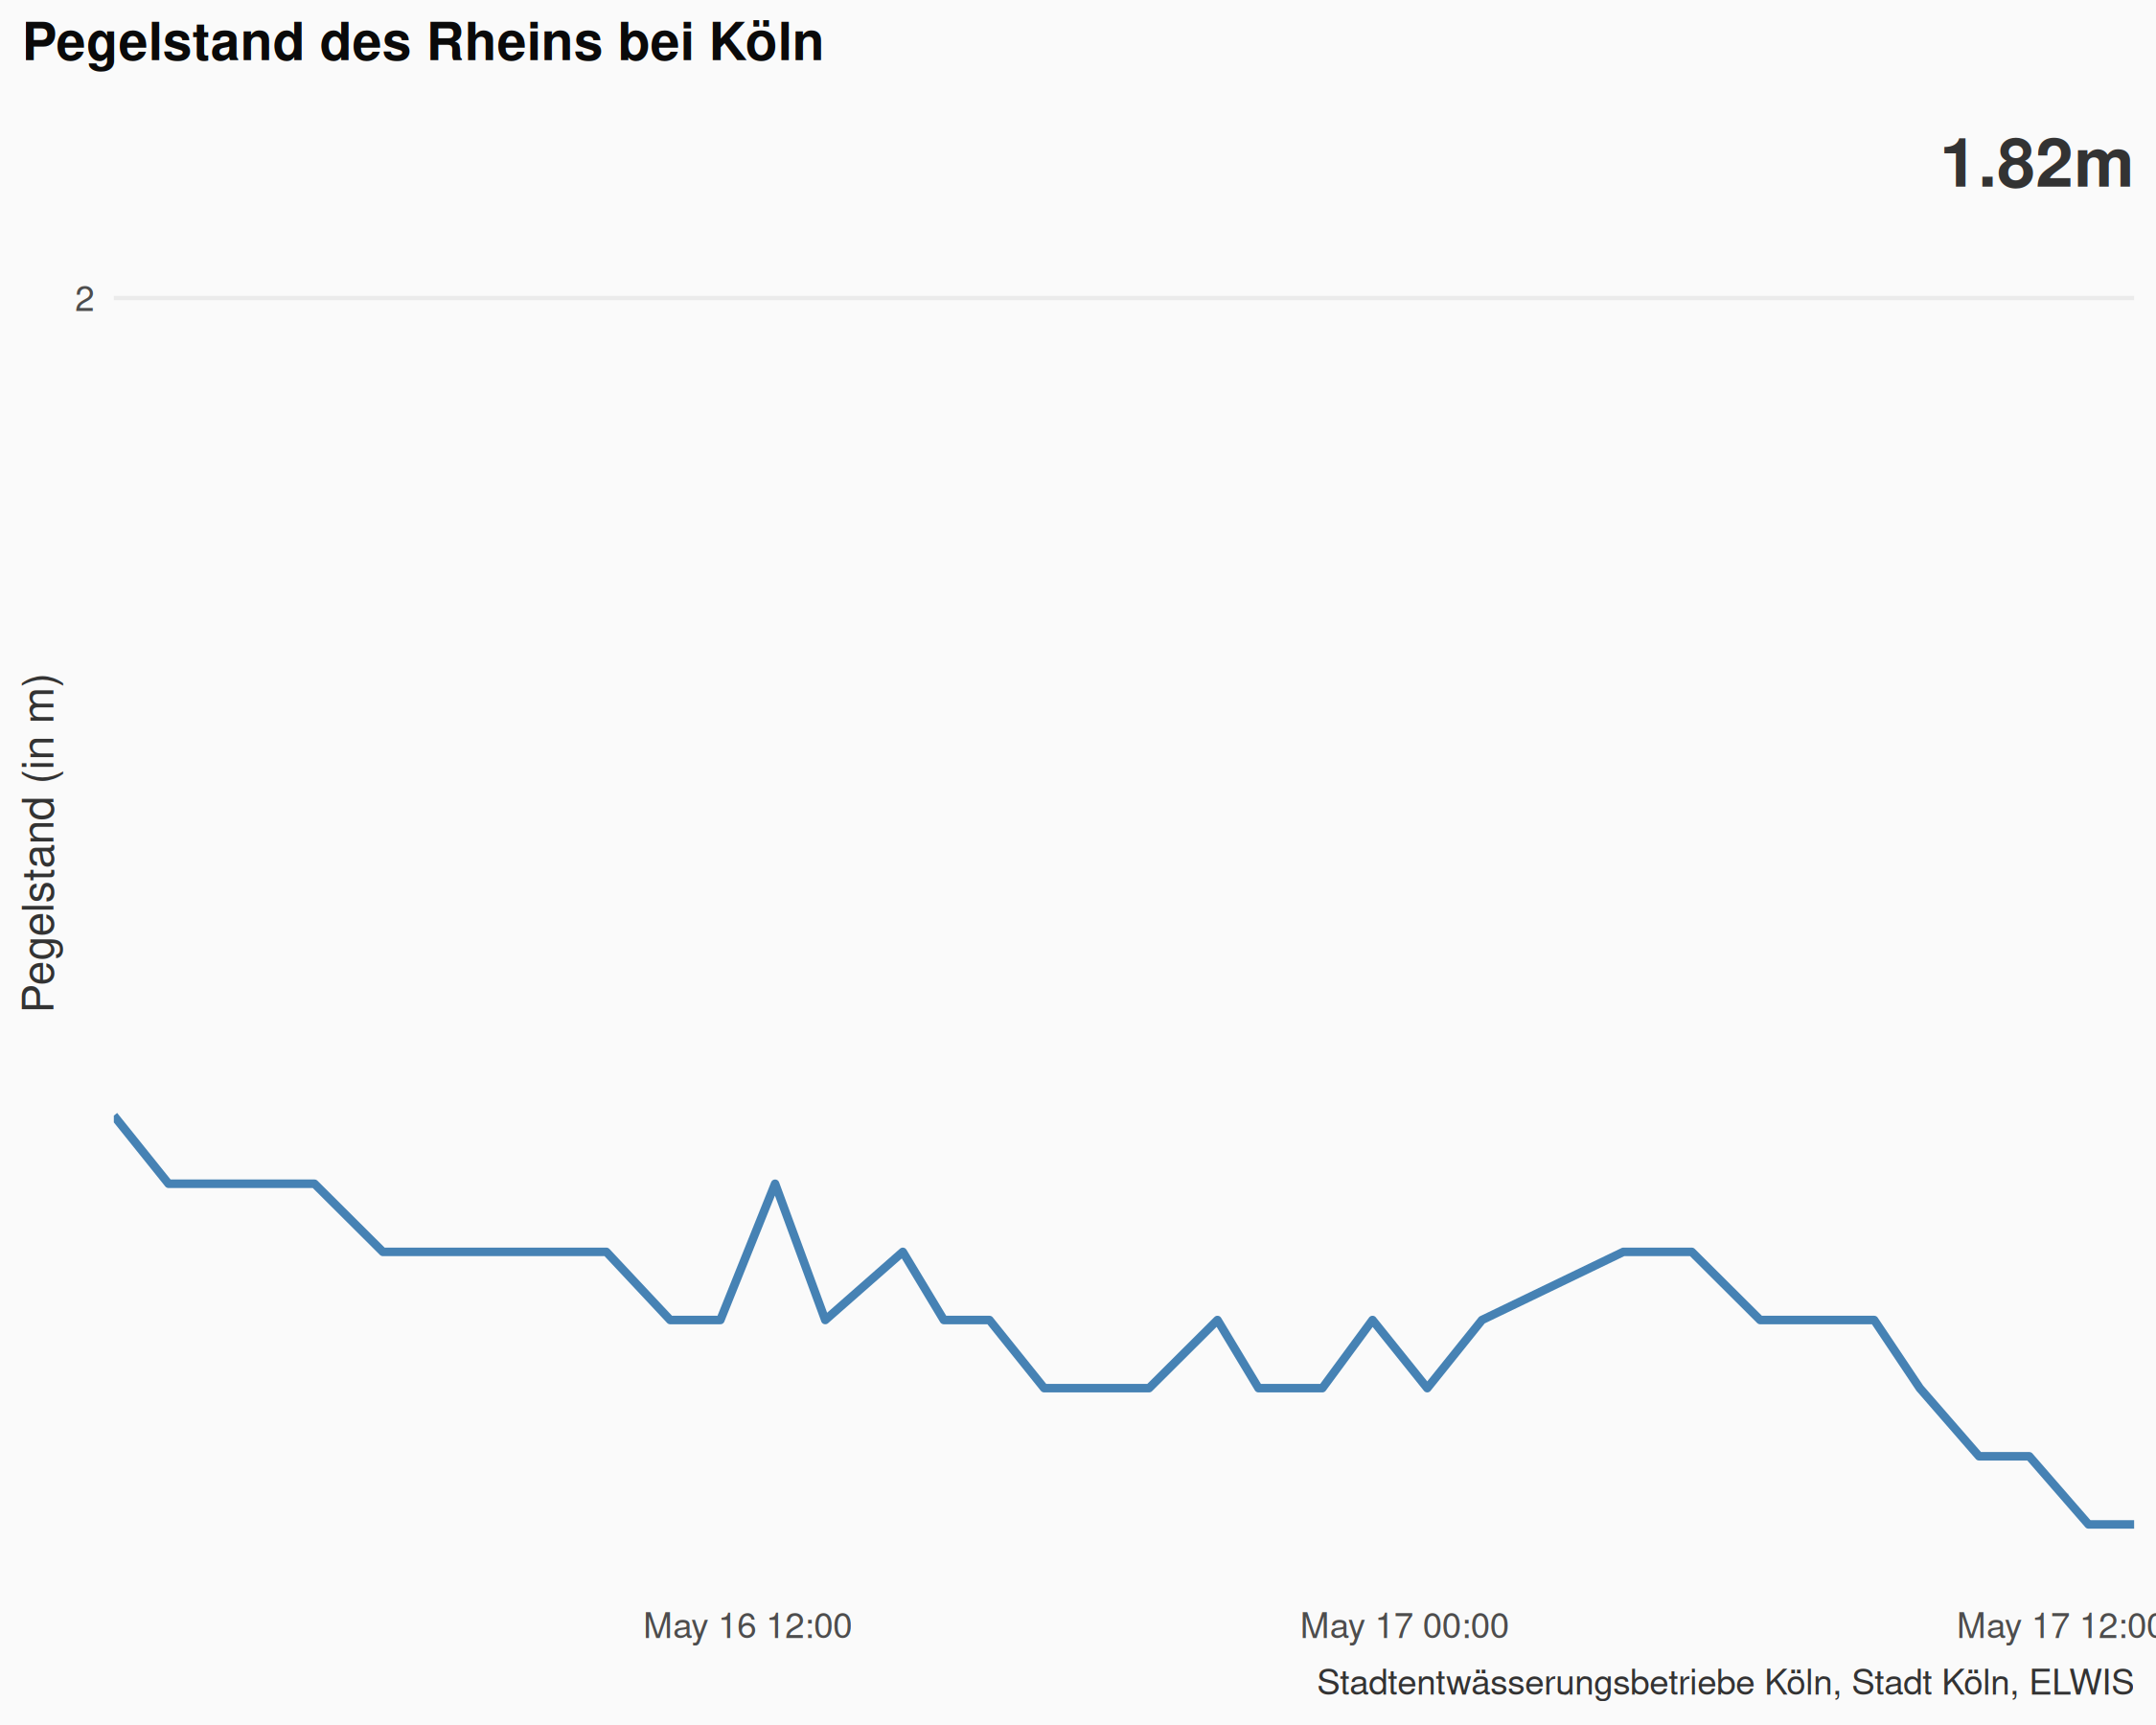 Pegelstand des Rheins bei Köln
1.82m
2
Pegelstand (in m)
May 16 12:00
May 17 00:00
May 17 12:00
Stadtentwässerungsbetriebe Köln, Stadt Köln, ELWIS